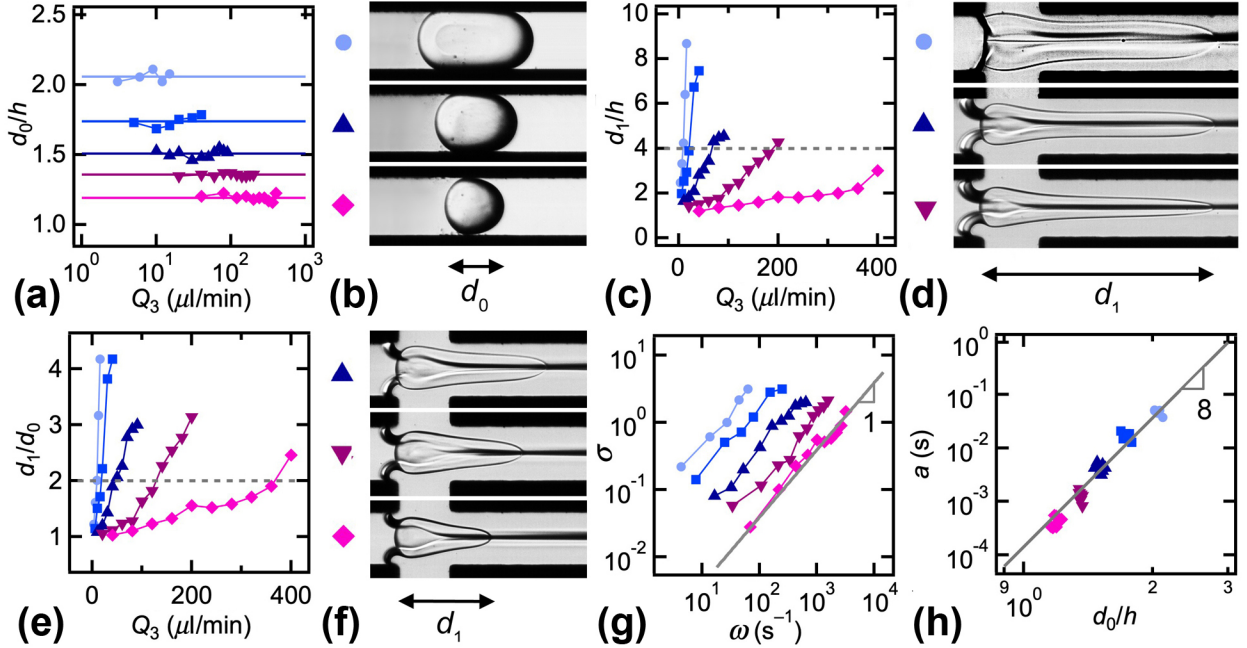 2.5
2.0
1.5
1.0
d0/h
10^0 10^1 10^2 10^3
(a) Q3 (μl/min)
(b) d0
10
8
6
4
2
0
d1/h
0 200 400
(c) Q3 (μl/min)
(d) d1
4
3
2
1
d1/d0
0 200 400
(e) Q3 (μl/min)
(f) d1
10^1
10^0
10^-1
10^-2
σ
1
10^1 10^2 10^3 10^4
(g) ω (s^-1)
10^0
10^-1
10^-2
10^-3
10^-4
a (s)
8
9 10^0 2 3
(h) d0/h